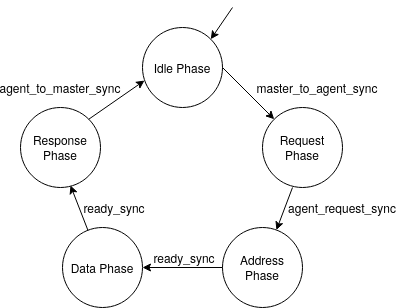 Idle Phase
agent_to_master_sync
master_to_agent_sync
Response
Phase
Request
Phase
ready_sync
agent_request_sync
Data Phase
ready_sync
Address
Phase